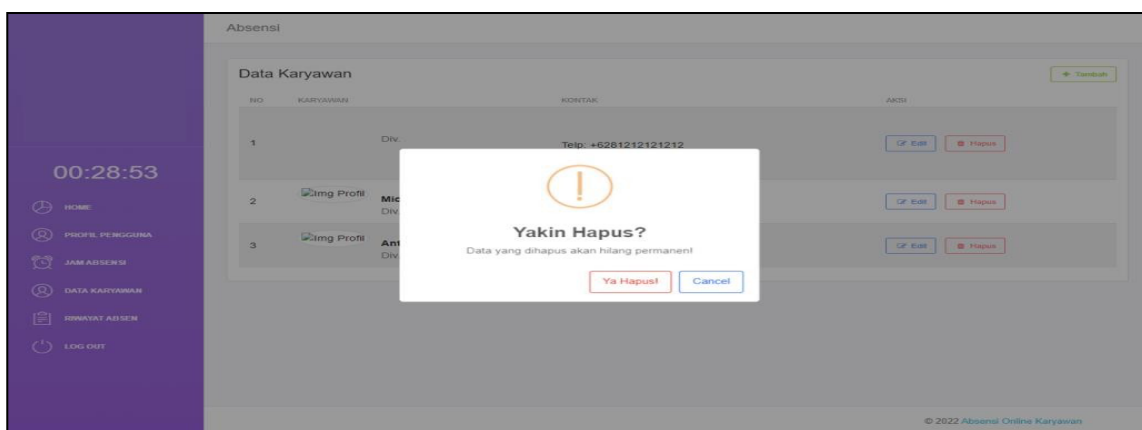 Absensi
Data Karyawan
+ Tambah
NO KARYAWAN KONTAK AKSI
1 Div. Telp: +6281212121212 Edit Hapus
00:28:53
Img Profil
2 Edit Hapus
HOME
Div
Yakin Hapus?
PROFIL PENGGUNA
Img Profil
3 Edit Hapus
Data yang dihapus akan hilang permanen!
Div
JAM ABSENSI
Ya Hapus! Cancel
DATA KARYAWAN
RIWAYAT ABSEN
LOG OUT
© 2022 Absensi Online Karyawan